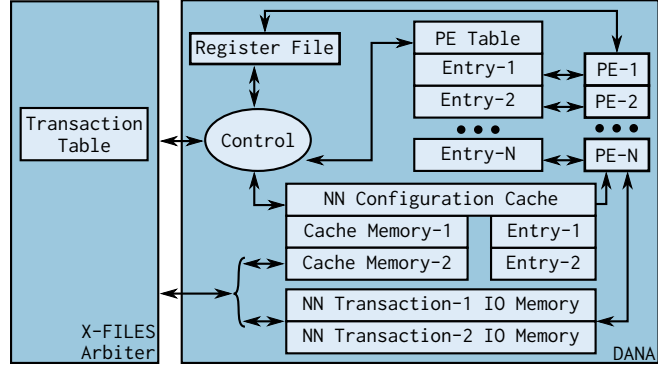 Register File
PE Table
Entry-1
PE-1
Entry-2
PE-2
Transaction
Table
Control
Entry-N
PE-N
NN Configuration Cache
Cache Memory-1
Entry-1
Cache Memory-2
Entry-2
NN Transaction-1 IO Memory
NN Transaction-2 IO Memory
X-FILES
Arbiter
DANA